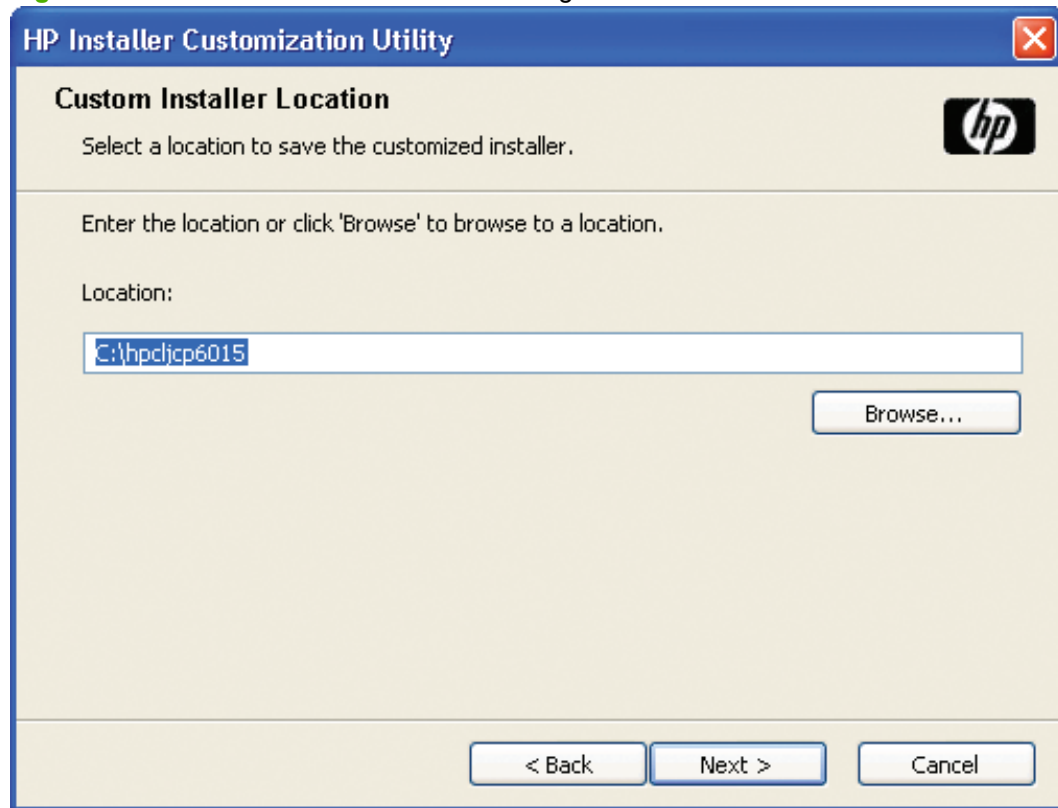 HP Installer Customization Utility
Custom Installer Location
hp
Select a location to save the customized installer.
Enter the location or click 'Browse' to browse to a location.
Location:
C:\hpcljcp6015
Browse...
< Back
Next >
Cancel